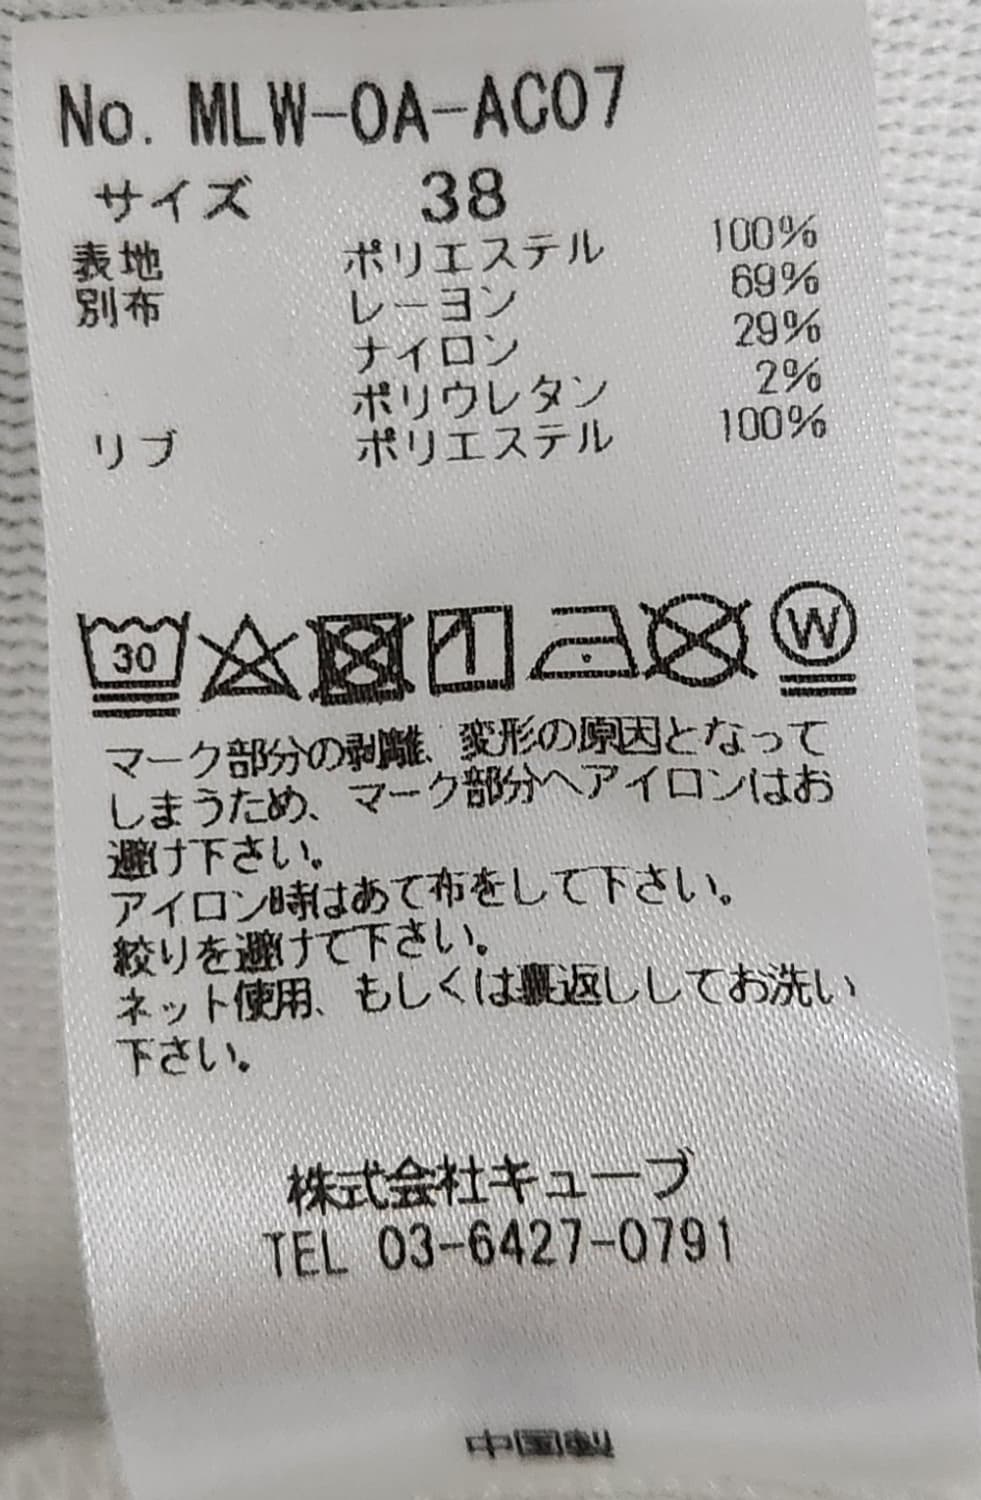 No. MLW-OA-AC07
サイズ 38
表地 ポリエステル 100%
別布 レーヨン 69%
ナイロン 29%
ポリウレタン 2%
リブ ポリエステル 100%
30 W
マーク部分の剥離、変形の原因となって
しまうため、マーク部分へアイロンはお
避け下さい。
アイロン時はあて布をして下さい。
絞りを避けて下さい。
ネット使用、もしくは裏返ししてお洗い
下さい。
株式会社キューブ
TEL 03-6427-0791
中国製